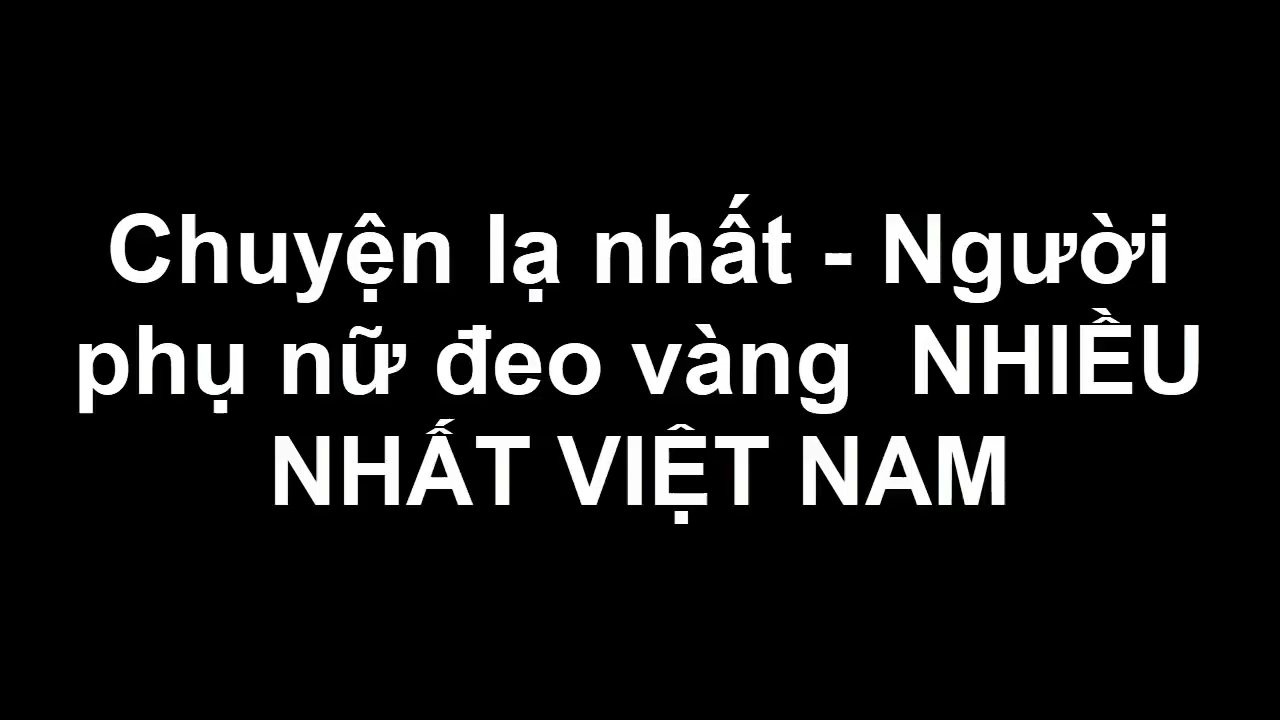 Chuyện lạ nhất - Người
phụ nữ đeo vàng  NHIỀU
NHẤT VIỆT NAM